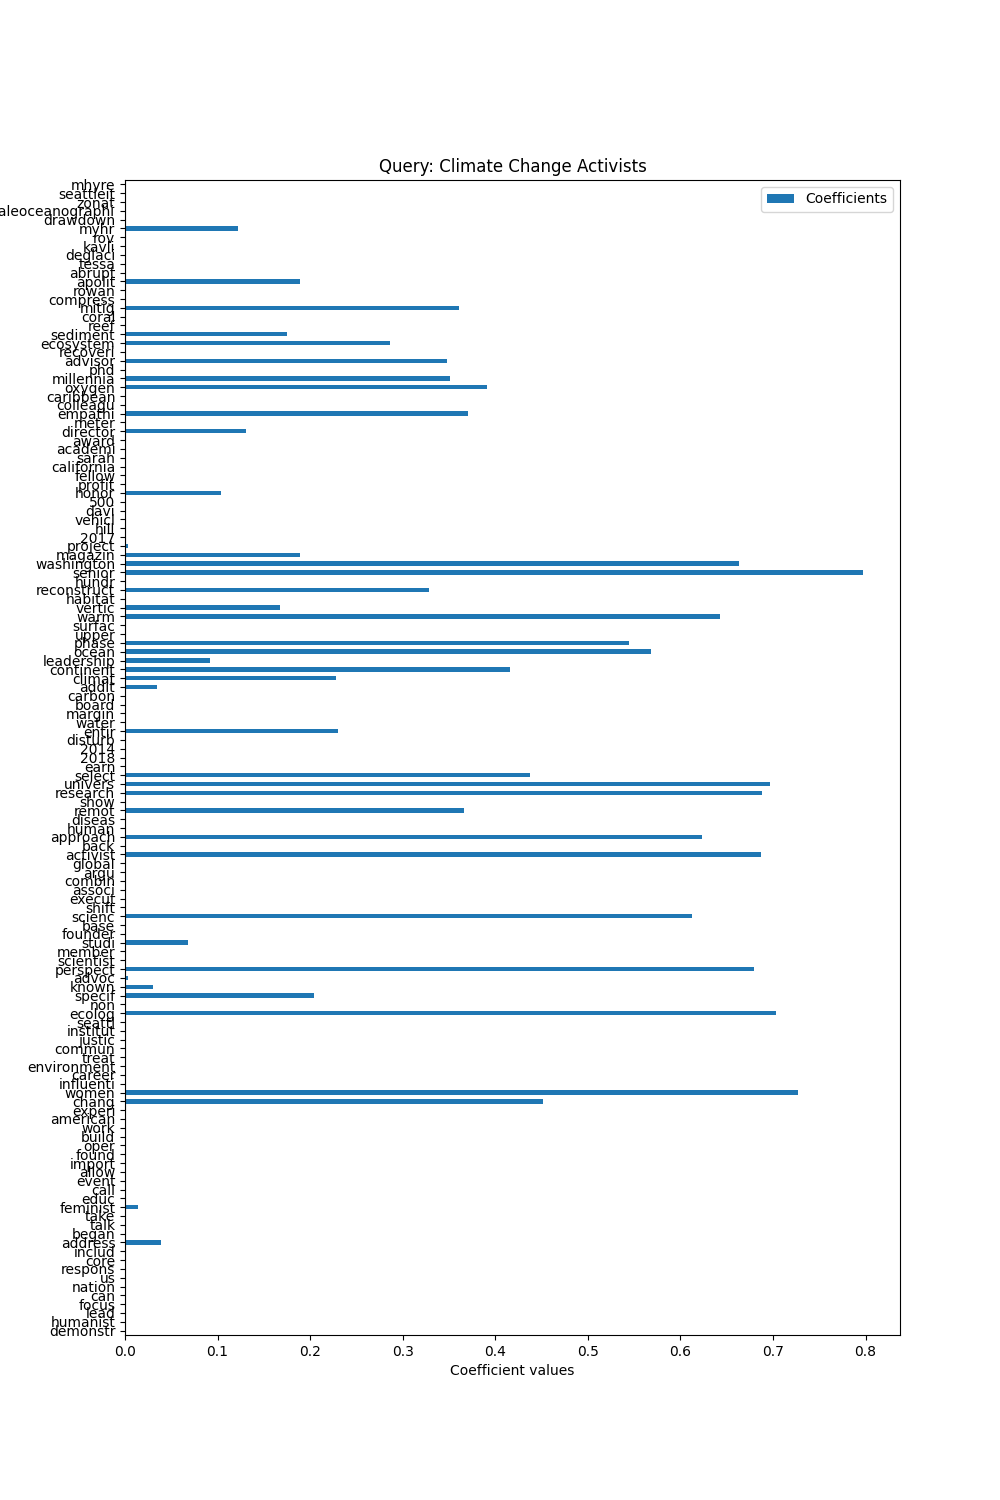 Query: Climate Change Activists
Coefficients
mhyre
seattleit
zonat
aleoceanographi
drawdown
myhr
fov
kavli
deglaci
tessa
abrupt
apolit
rowan
compress
mitig
coral
reef
sediment
ecosystem
recoveri
advisor
phd
millennia
oxygen
caribbean
colleagu
empathi
meter
director
award
academi
sarah
california
fellow
profit
honor
500
davi
vehicl
hill
2017
project
magazin
washington
senior
hundr
reconstruct
habitat
vertic
warm
surfac
upper
phase
ocean
leadership
continent
climat
addit
carbon
board
margin
water
entir
disturb
2014
2018
earn
select
univers
research
show
remot
diseas
human
approach
back
activist
global
argu
combin
associ
execut
shift
scienc
base
founder
studi
member
scientist
perspect
advoc
known
specif
non
ecolog
seattl
institut
justic
commun
treat
environment
career
influenti
women
chang
experi
american
work
build
oper
found
import
allow
event
call
educ
feminist
take
talk
began
address
includ
core
respons
us
nation
can
focus
lead
humanist
demonstr
0.0 0.1 0.2 0.3 0.4 0.5 0.6 0.7 0.8
Coefficient values